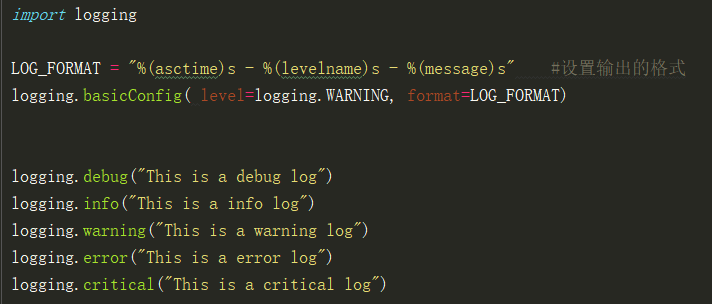 import logging
LOG_FORMAT = "%(asctime)s - %(levelname)s - %(message)s"    #设置输出的格式
logging.basicConfig( level=logging.WARNING, format=LOG_FORMAT)
logging.debug("This is a debug log")
logging.info("This is a info log")
logging.warning("This is a warning log")
logging.error("This is a error log")
logging.critical("This is a critical log")